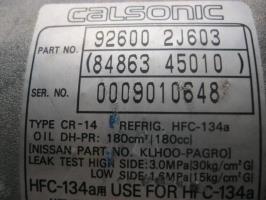 calsonic
PART NO. 92600 2J603
(84863 45010)
SER. NO. 0009010648
TYPE CR-14 REFRIG. HFC-134a
OIL DH-PR: 180cm³(180cc)
[NISSAN PART NO. KLH00-PAGR0]
LEAK TEST HIGH SIDE: 3.0MPa[30kg/cm²G]
LOW SIDE: 1.5MPa[15kg/cm²G]
HFC-134a用 USE FOR HFC-134a